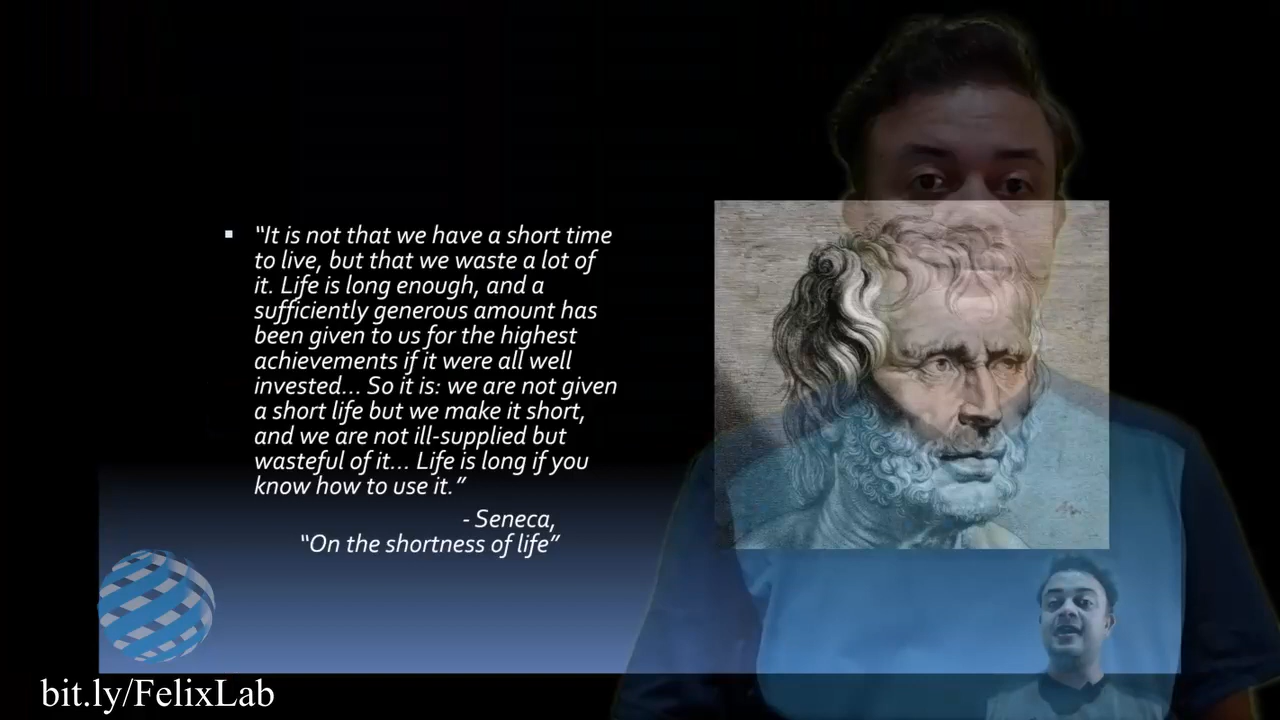 ▪ “It is not that we have a short time
to live, but that we waste a lot of
it. Life is long enough, and a
sufficiently generous amount has
been given to us for the highest
achievements if it were all well
invested... So it is: we are not given
a short life but we make it short,
and we are not ill-supplied but
wasteful of it... Life is long if you
know how to use it.”
- Seneca,
“On the shortness of life”
bit.ly/FelixLab